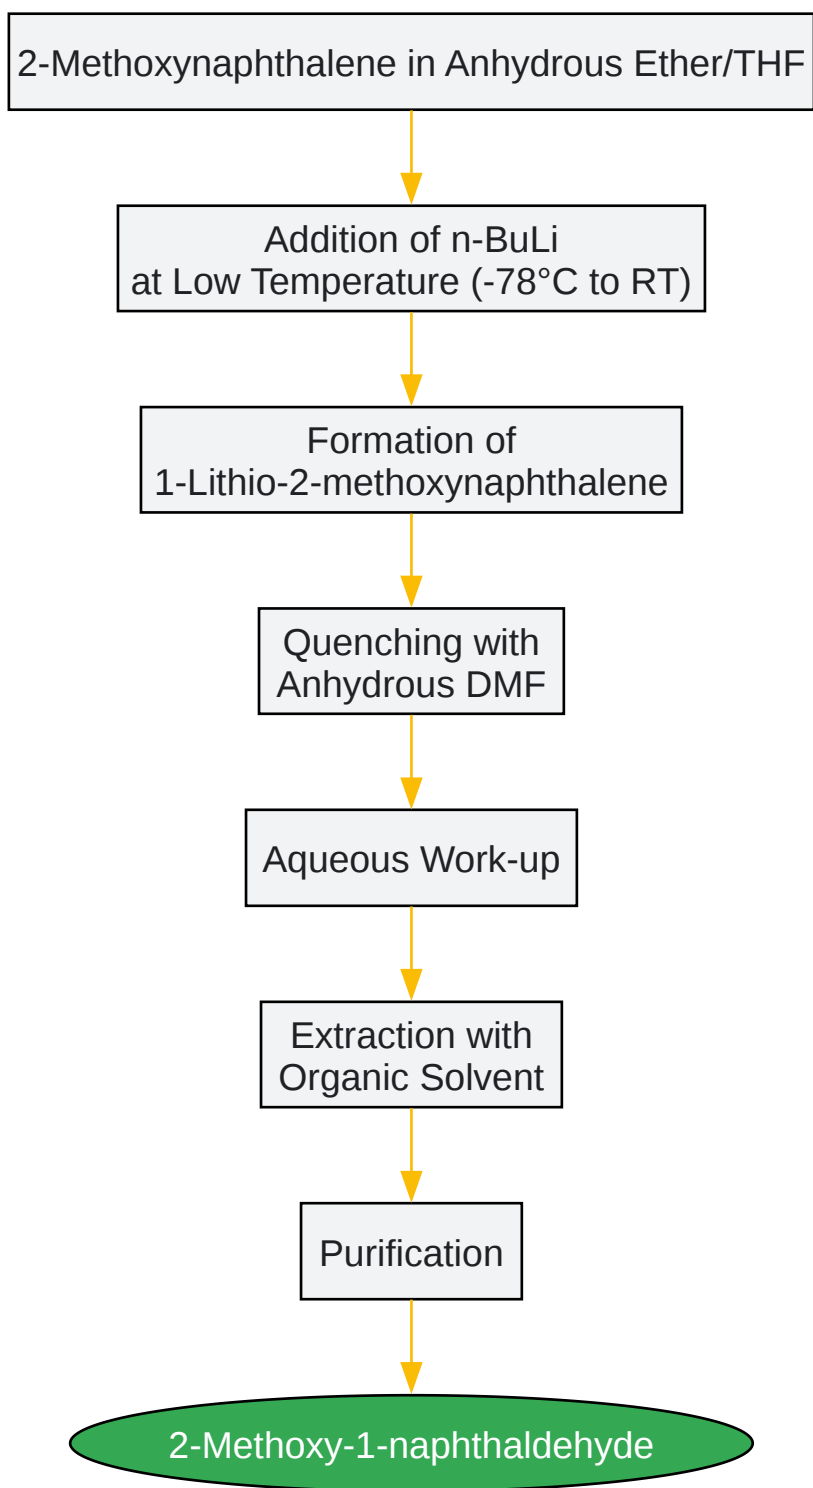 2-Methoxynaphthalene in Anhydrous Ether/THF
Addition of n-BuLi
at Low Temperature (-78°C to RT)
Formation of
1-Lithio-2-methoxynaphthalene
Quenching with
Anhydrous DMF
Aqueous Work-up
Extraction with
Organic Solvent
Purification
2-Methoxy-1-naphthaldehyde